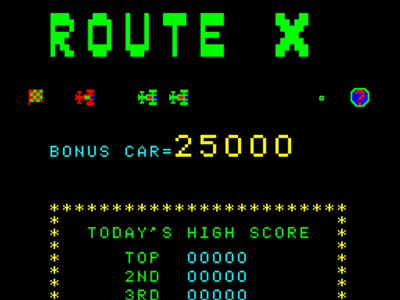 ROUTE X
?
BONUS CAR=25000
*************************
* TODAY'S HIGH SCORE *
* TOP 00000 *
* 2ND 00000 *
* 3RD 00000 *